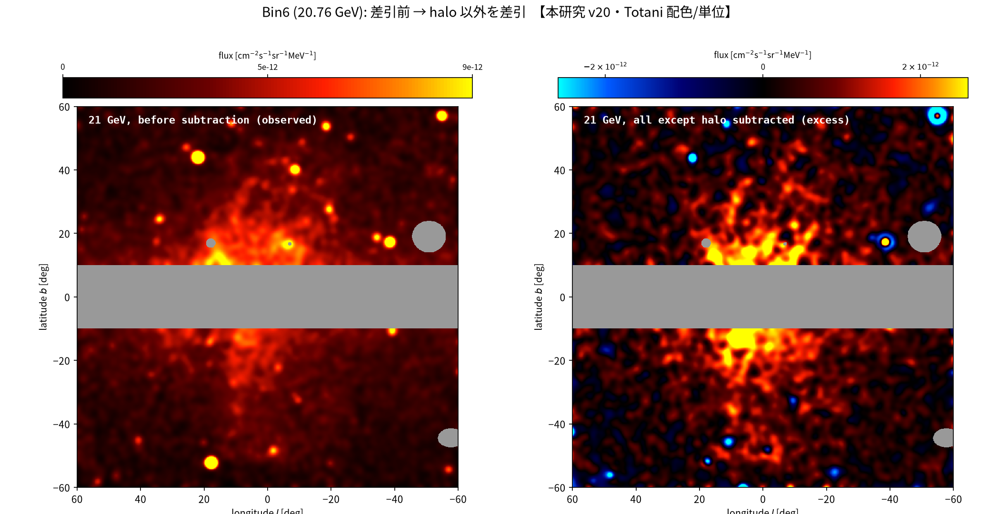 Bin6 (20.76 GeV): 差引前 → halo 以外を差引 【本研究 v20・Totani 配色/単位】
flux [cm⁻²s⁻¹sr⁻¹MeV⁻¹]
0 5e-12 9e-12
21 GeV, before subtraction (observed)
60
40
20
0
−20
−40
−60
latitude b [deg]
60 40 20 0 −20 −40 −60
longitude l [deg]
flux [cm⁻²s⁻¹sr⁻¹MeV⁻¹]
−2 × 10⁻¹² 0 2 × 10⁻¹²
21 GeV, all except halo subtracted (excess)
60
40
20
0
−20
−40
−60
latitude b [deg]
60 40 20 0 −20 −40 −60
longitude l [deg]